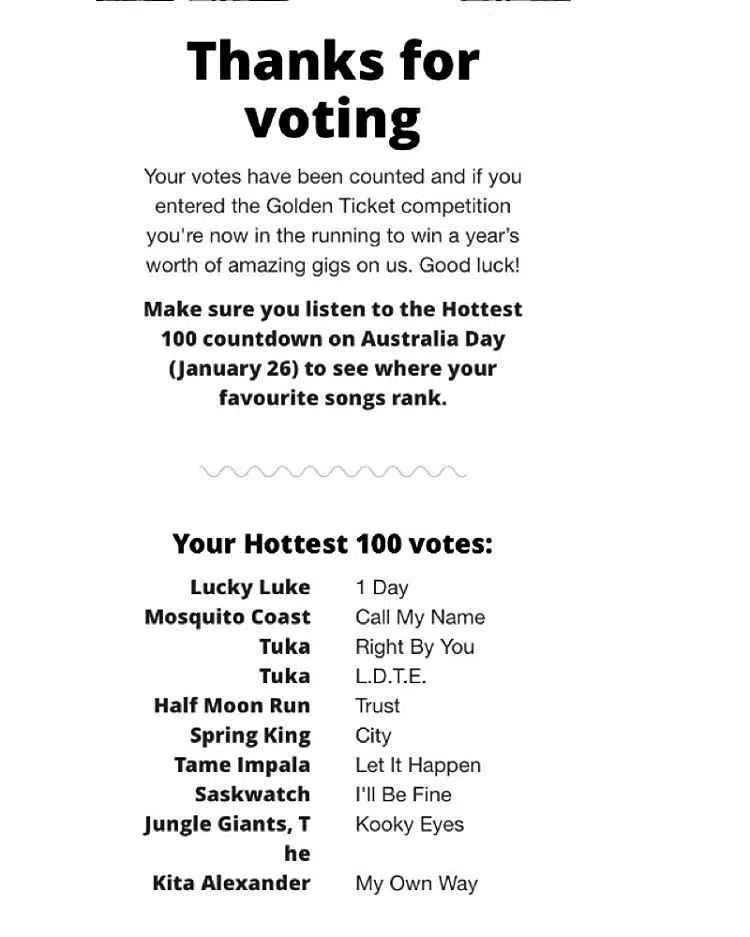 Thanks for
voting
Your votes have been counted and if you
entered the Golden Ticket competition
you're now in the running to win a year’s
worth of amazing gigs on us. Good luck!
Make sure you listen to the Hottest
100 countdown on Australia Day
(January 26) to see where your
favourite songs rank.
Your Hottest 100 votes:
Lucky Luke 1 Day
Mosquito Coast Call My Name
Tuka Right By You
Tuka L.D.T.E.
Half Moon Run Trust
Spring King City
Tame Impala Let It Happen
Saskwatch I'll Be Fine
Jungle Giants, T Kooky Eyes
he
Kita Alexander My Own Way